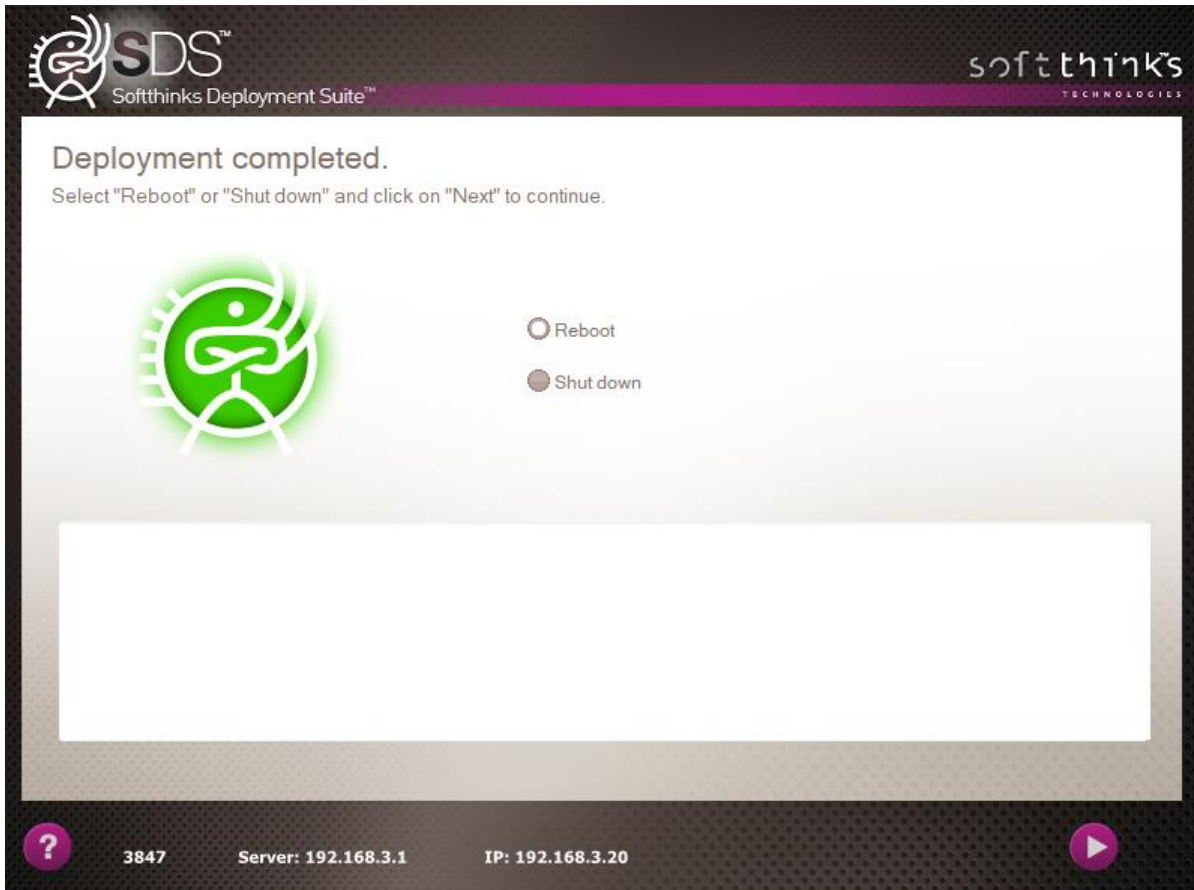 SDS™
Softthinks Deployment Suite™
softthinks
TECHNOLOGIES
Deployment completed.
Select "Reboot" or "Shut down" and click on "Next" to continue.
Reboot
Shut down
?
3847 Server: 192.168.3.1 IP: 192.168.3.20